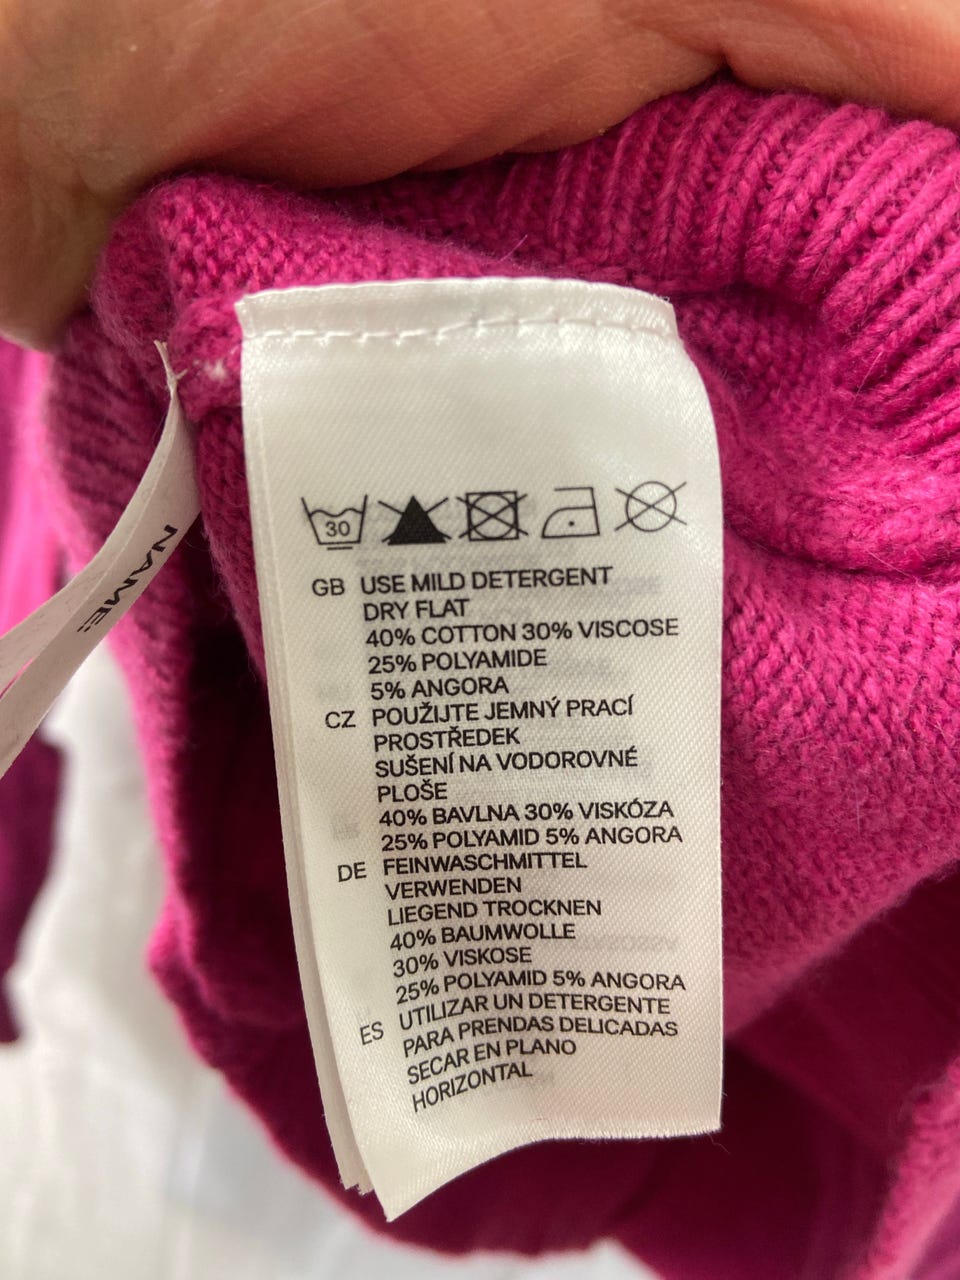 30
GB USE MILD DETERGENT
DRY FLAT
40% COTTON 30% VISCOSE
25% POLYAMIDE
5% ANGORA
CZ POUŽIJTE JEMNÝ PRACÍ
PROSTŘEDEK
SUŠENÍ NA VODOROVNÉ
PLOŠE
40% BAVLNA 30% VISKÓZA
25% POLYAMID 5% ANGORA
DE FEINWASCHMITTEL
VERWENDEN
LIEGEND TROCKNEN
40% BAUMWOLLE
30% VISKOSE
25% POLYAMID 5% ANGORA
ES UTILIZAR UN DETERGENTE
PARA PRENDAS DELICADAS
SECAR EN PLANO
HORIZONTAL
NAME: